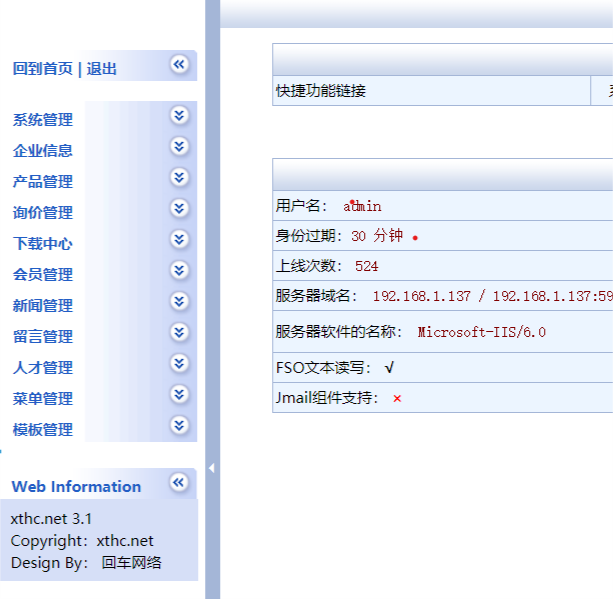 回到首页 | 退出
系统管理
企业信息
产品管理
询价管理
下载中心
会员管理
新闻管理
留言管理
人才管理
菜单管理
模板管理
Web Information
xthc.net 3.1
Copyright：xthc.net
Design By： 回车网络
快捷功能链接
用户名： admin
身份过期：30 分钟
上线次数： 524
服务器域名： 192.168.1.137 / 192.168.1.137:59
服务器软件的名称： Microsoft-IIS/6.0
FSO文本读写： √
Jmail组件支持： ×